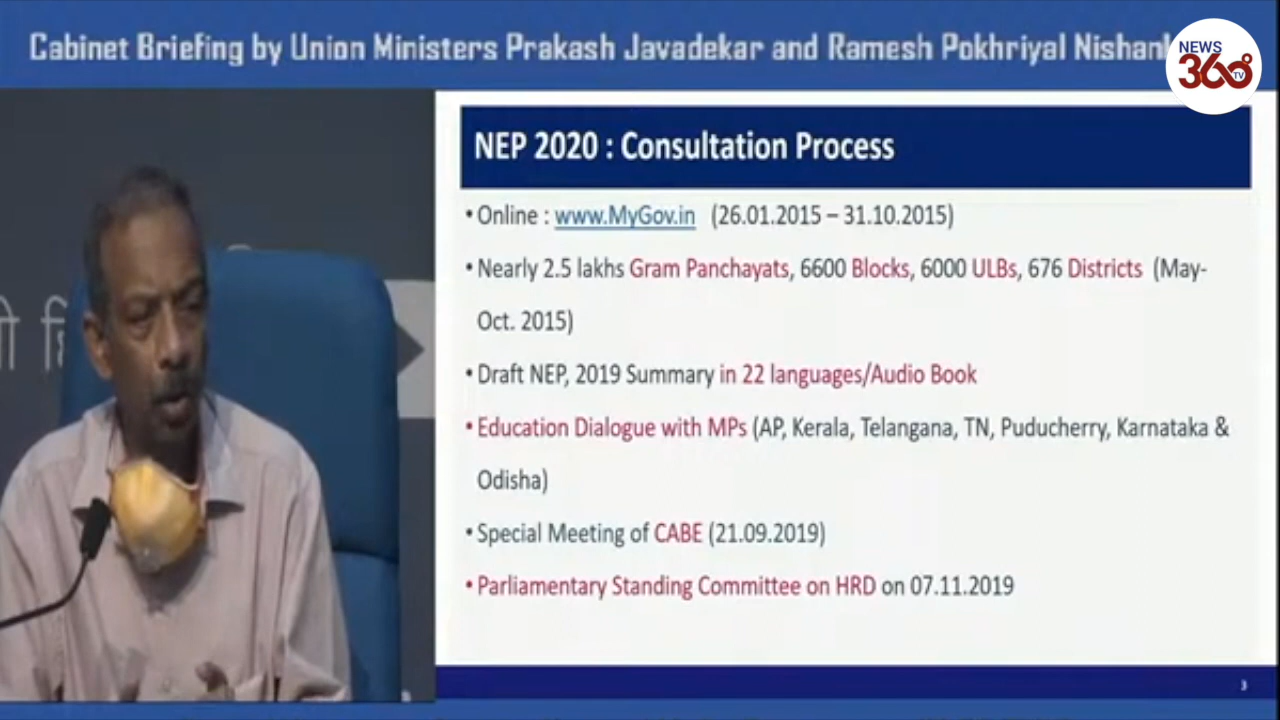 Cabinet Briefing by Union Ministers Prakash Javadekar and Ramesh Pokhriyal Nishank
NEWS
360
TV
NEP 2020 : Consultation Process
• Online : www.MyGov.in (26.01.2015 – 31.10.2015)
• Nearly 2.5 lakhs Gram Panchayats, 6600 Blocks, 6000 ULBs, 676 Districts (May-
Oct. 2015)
• Draft NEP, 2019 Summary in 22 languages/Audio Book
• Education Dialogue with MPs (AP, Kerala, Telangana, TN, Puducherry, Karnataka &
Odisha)
• Special Meeting of CABE (21.09.2019)
• Parliamentary Standing Committee on HRD on 07.11.2019
3